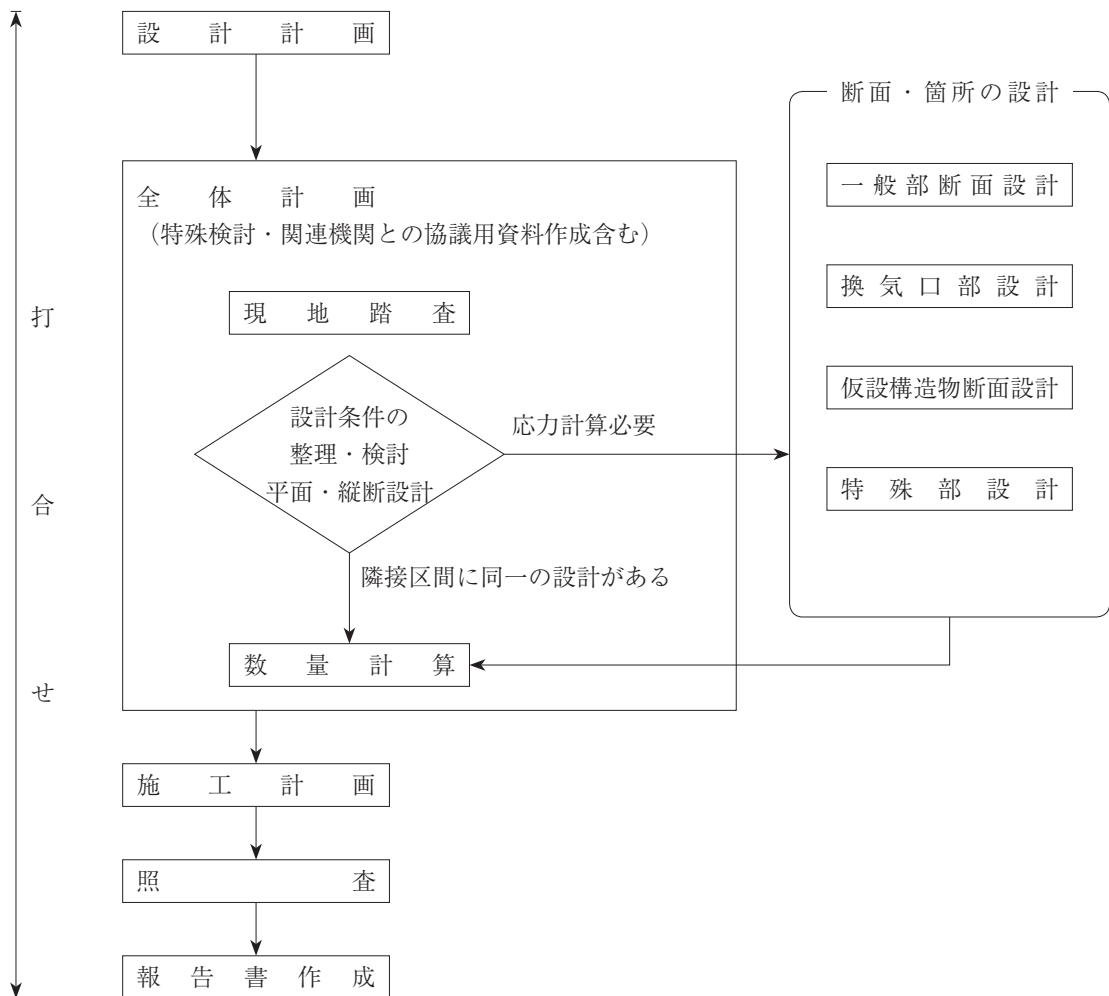 設計計画
全体計画
（特殊検討・関連機関との協議用資料作成含む）
現地踏査
設計条件の
整理・検討
平面・縦断設計
応力計算必要
隣接区間に同一の設計がある
数量計算
断面・箇所の設計
一般部断面設計
換気口部設計
仮設構造物断面設計
特殊部設計
施工計画
照査
報告書作成
打合せ